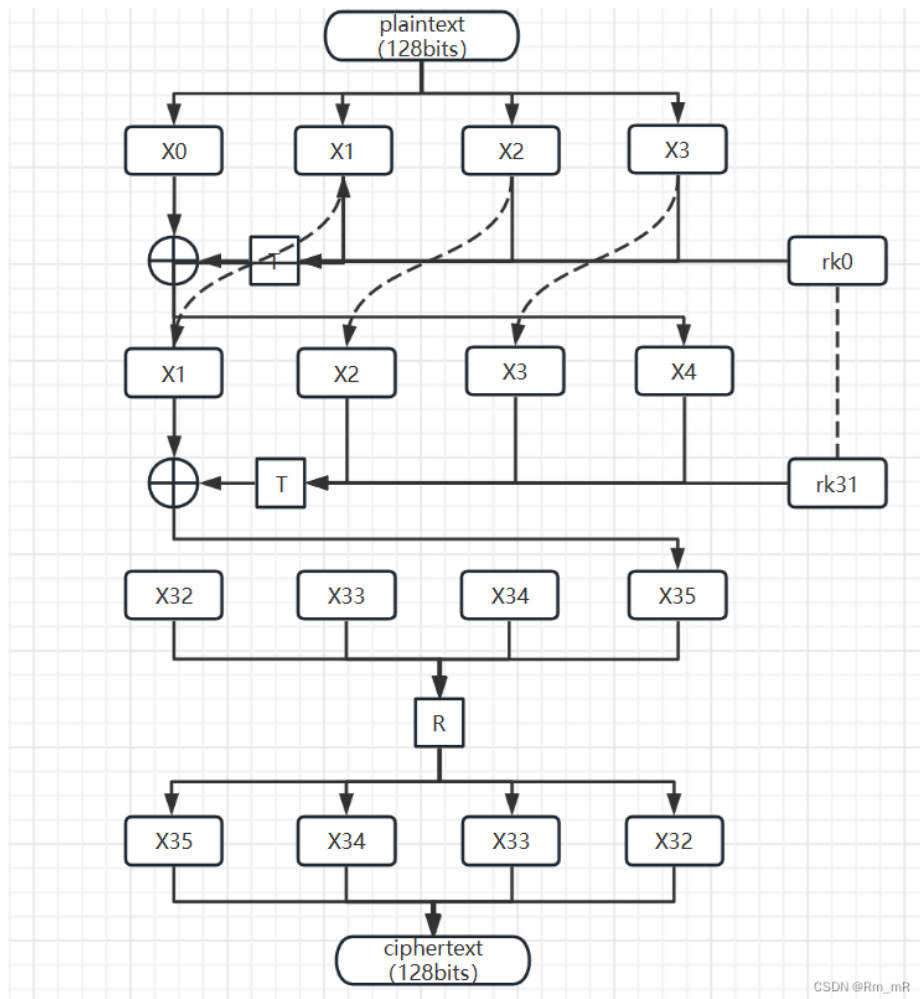 plaintext
(128bits)
X0
X1
X2
X3
T
rk0
X1
X2
X3
X4
T
rk31
X32
X33
X34
X35
R
X35
X34
X33
X32
ciphertext
(128bits)
CSDN @Rm_mR